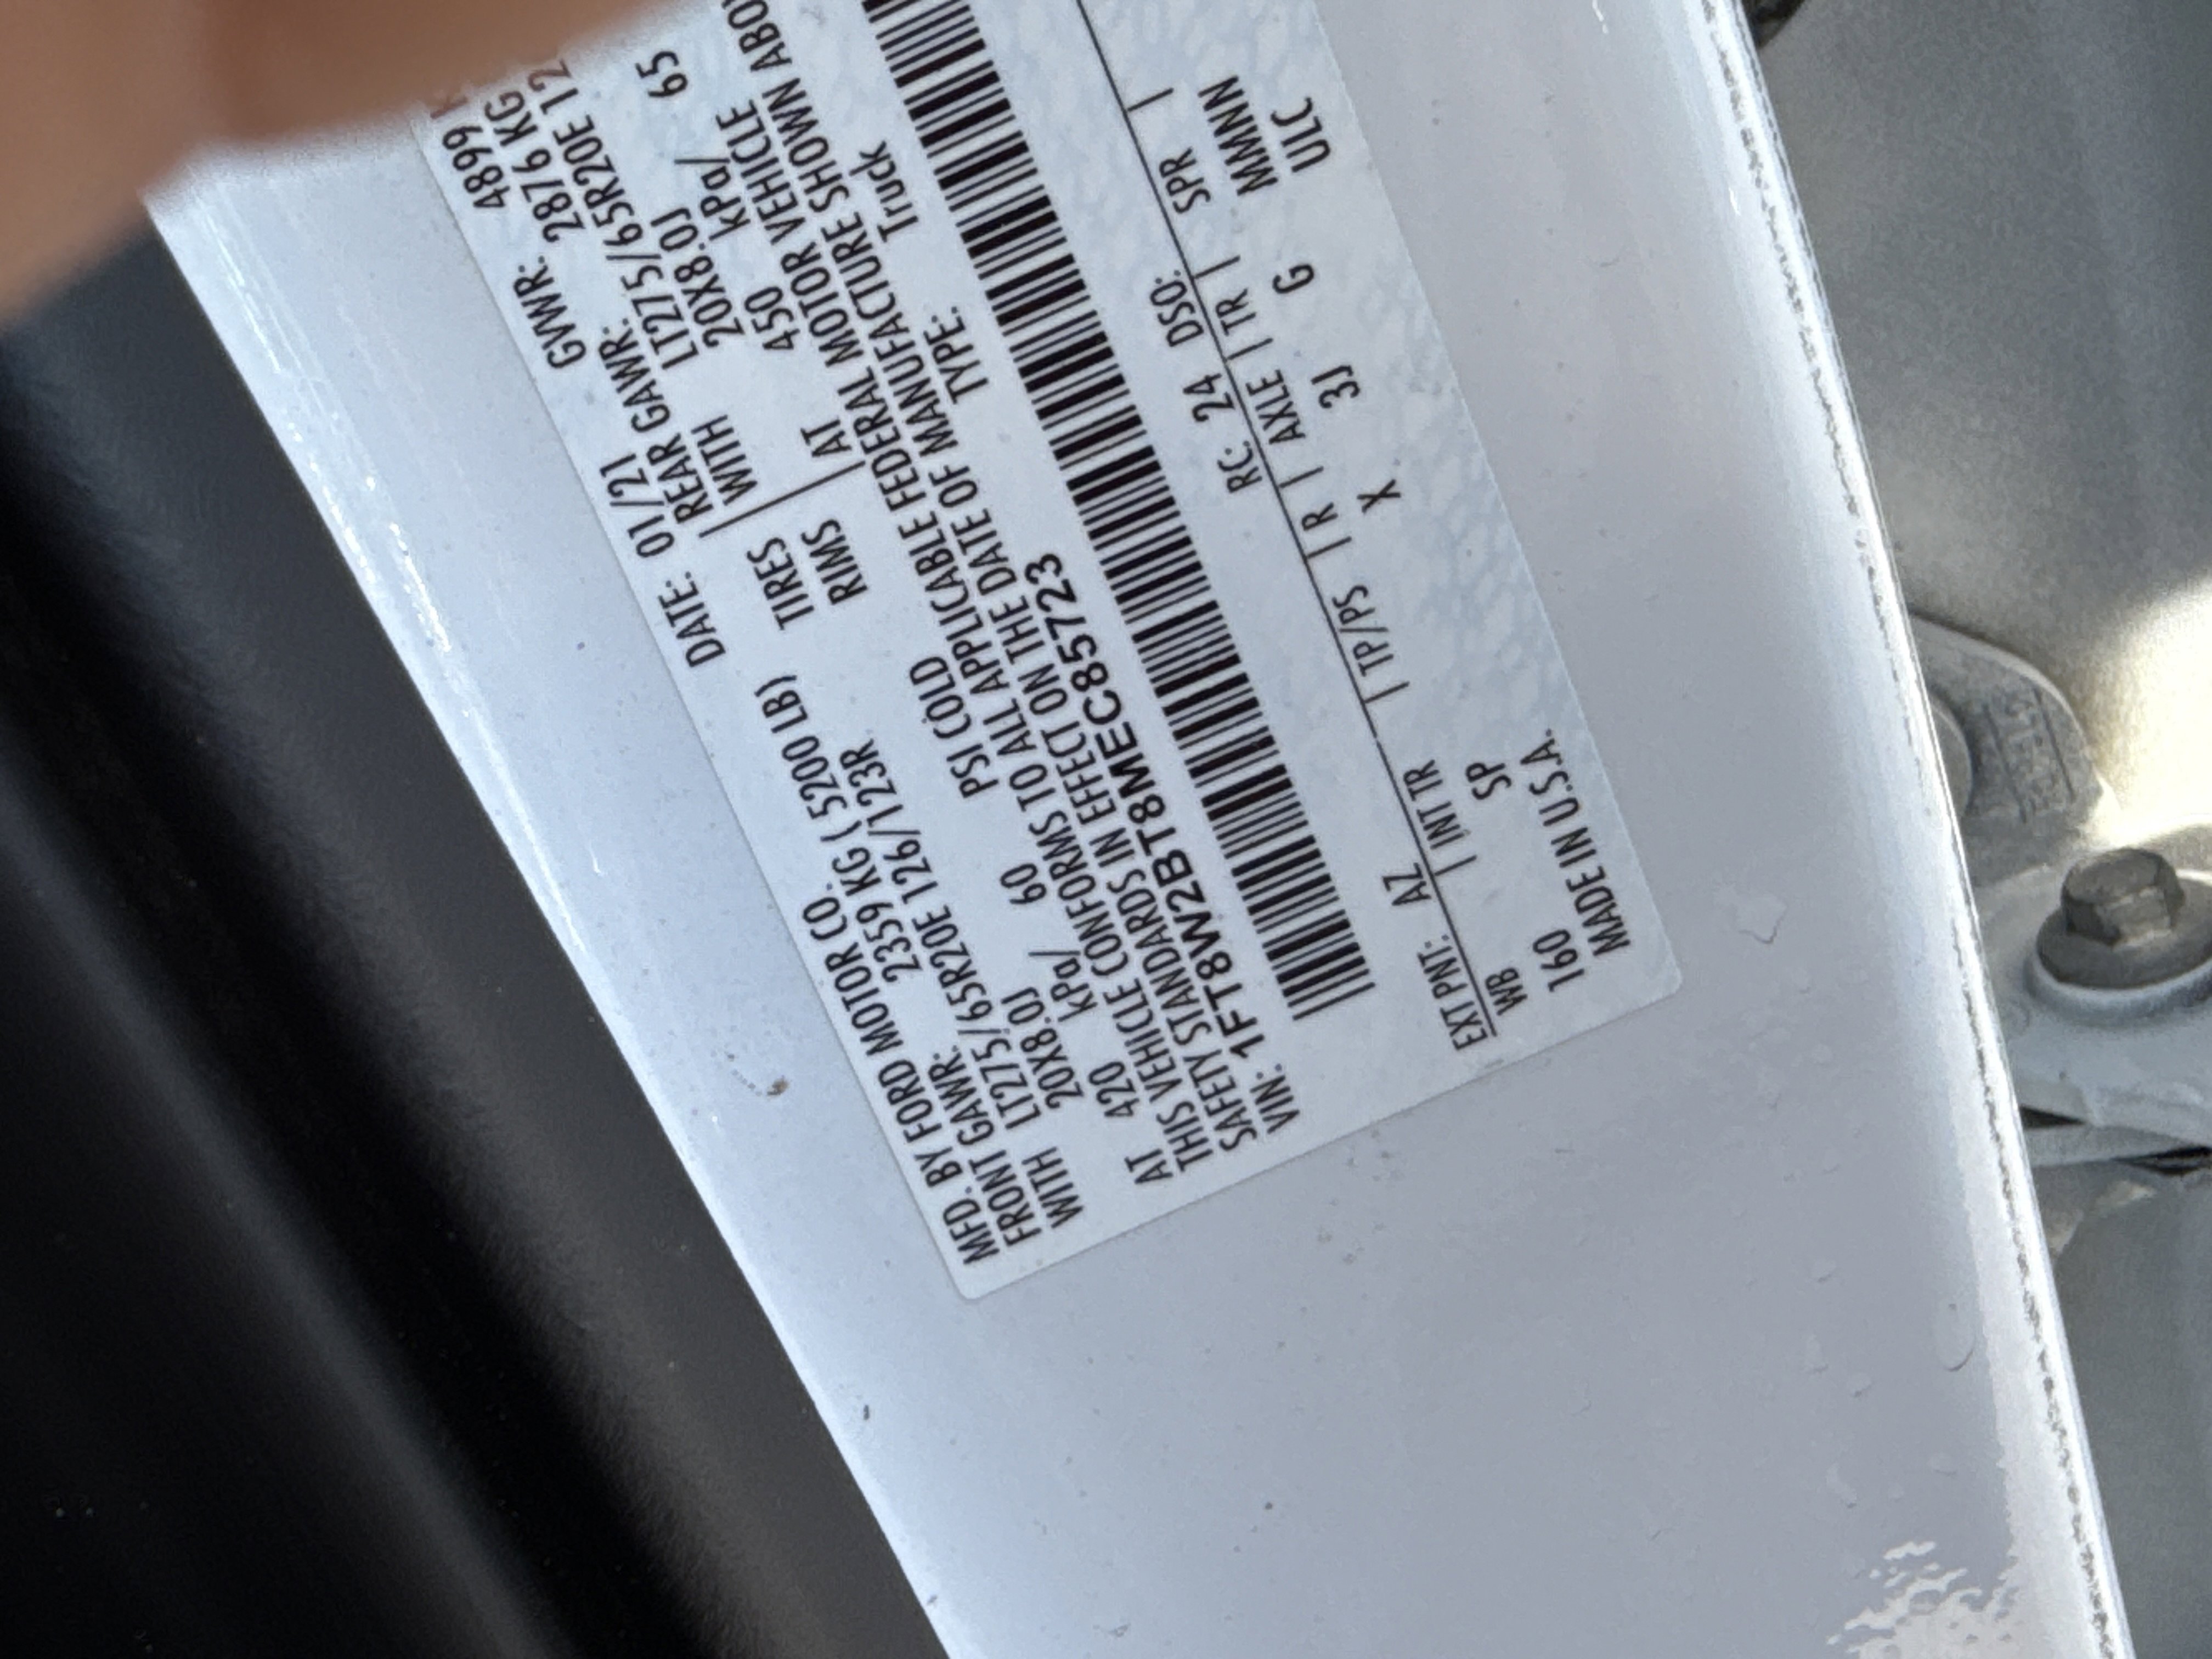 MFD. BY FORD MOTOR CO.
DATE: 01/21 GVWR: 4899 K
FRONT GAWR: 2359 KG ( 5200 LB) REAR GAWR: 2876 KG
WITH LT275/65R20E 126/123R TIRES WITH LT275/65R20E 12
20X8.0J RIMS 20X8.0J
AT 420 kPa/ 60 PSI COLD AT 450 kPa/ 65
THIS VEHICLE CONFORMS TO ALL APPLICABLE FEDERAL MOTOR VEHICLE
SAFETY STANDARDS IN EFFECT ON THE DATE OF MANUFACTURE SHOWN ABO
VIN: 1FT8W2BT8MEC85723 TYPE: Truck
EXT PNT: AZ RC: 24 DSO:
WB INT TR TP/PS R AXLE TR SPR
160 SP X 3J G MMNN
MADE IN U.S.A. ULC